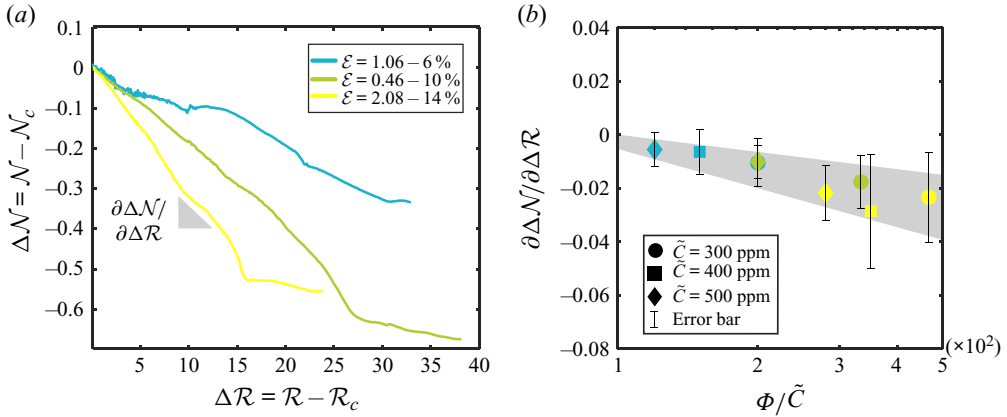 (a)
0.1
0
–0.1
–0.2
–0.3
–0.4
–0.5
–0.6
Δ𝒩 = 𝒩 – 𝒩c
ℰ = 1.06 – 6 %
ℰ = 0.46 – 10 %
ℰ = 2.08 – 14 %
∂Δ𝒩/
∂Δℛ
5 10 15 20 25 30 35 40
Δℛ = ℛ – ℛc
(b)
0.04
0.02
0
–0.02
–0.04
–0.06
–0.08
∂Δ𝒩/∂Δℛ
C̃ = 300 ppm
C̃ = 400 ppm
C̃ = 500 ppm
Error bar
1 2 3 4 5
(×10²)
Φ/C̃